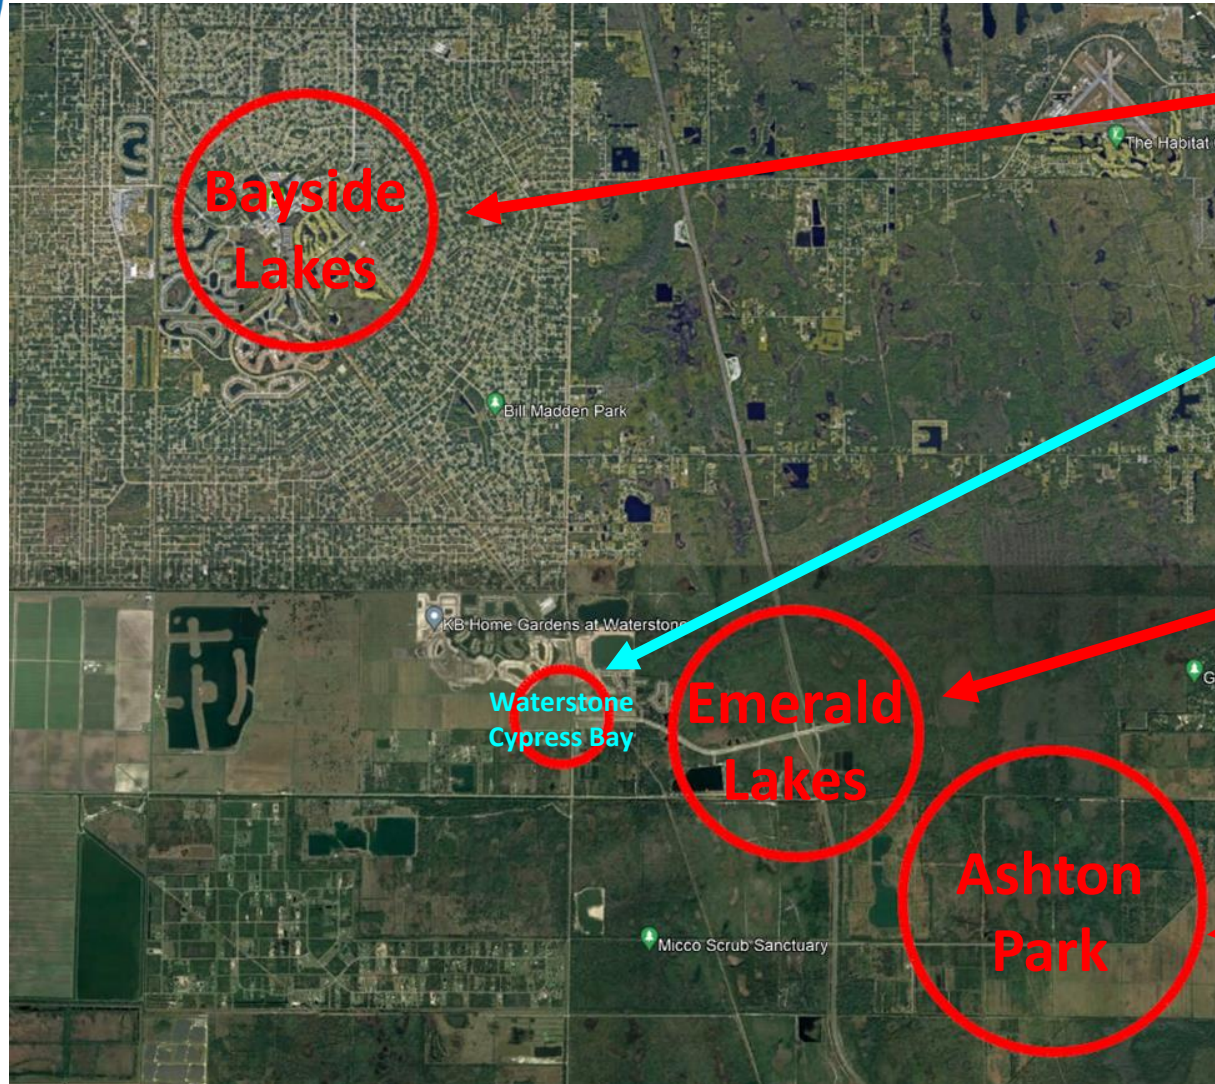 The Habitat
Bayside
Lakes
Bill Madden Park
KB Home Gardens at Waterstone
Waterstone
Cypress Bay
Emerald
Lakes
G
Ashton
Park
Micco Scrub Sanctuary